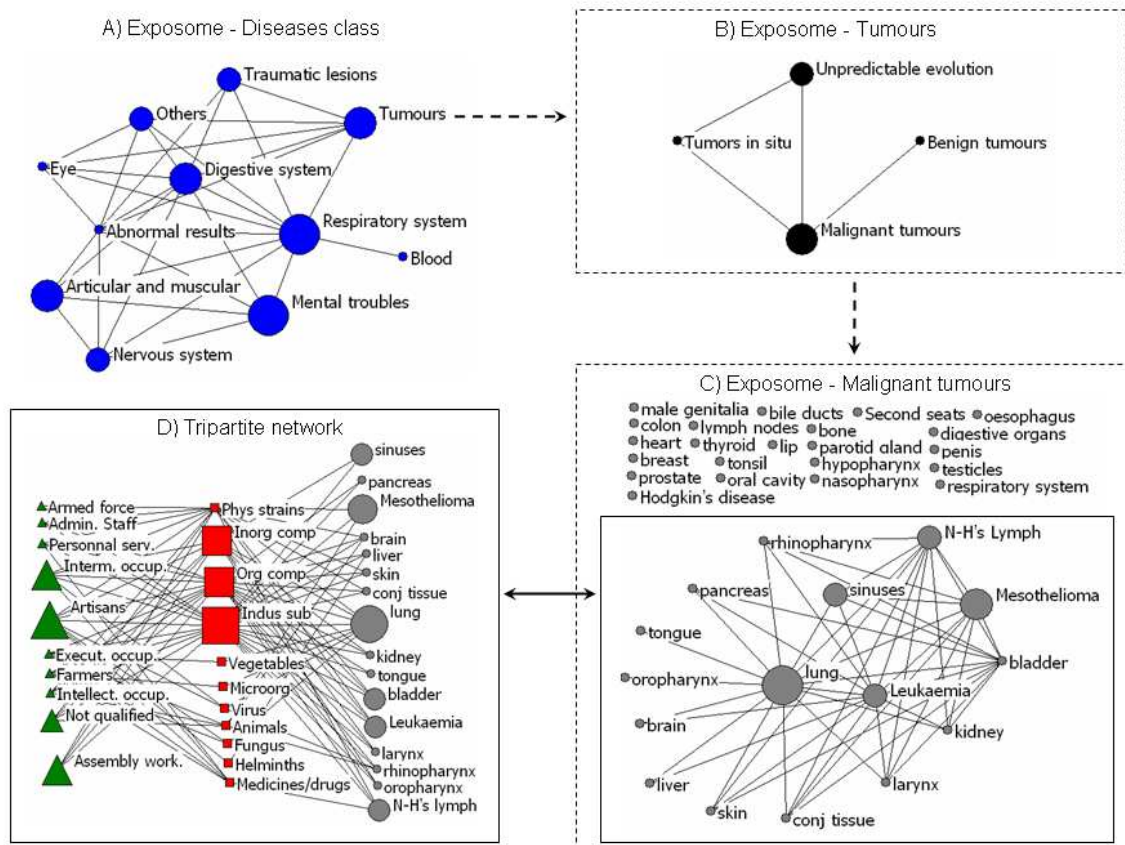 A) Exposome - Diseases class
Traumatic lesions
Others
Tumours
Eye
Digestive system
Respiratory system
Abnormal results
Blood
Articular and muscular
Mental troubles
Nervous system
B) Exposome - Tumours
Unpredictable evolution
Tumors in situ
Benign tumours
Malignant tumours
C) Exposome - Malignant tumours
male genitalia
bile ducts
Second seats
oesophagus
colon
lymph nodes
bone
digestive organs
heart
thyroid
lip
parotid gland
penis
breast
tonsil
hypopharynx
testicles
prostate
oral cavity
nasopharynx
respiratory system
Hodgkin's disease
N-H's Lymph
rhinopharynx
pancreas
sinuses
Mesothelioma
tongue
bladder
lung
oropharynx
Leukaemia
brain
kidney
liver
larynx
skin
conj tissue
D) Tripartite network
sinuses
pancreas
Mesothelioma
Armed force
Phys strains
Admin. Staff
Inorg comp
Personnal serv.
brain
liver
Interm. occup.
Org comp
skin
conj tissue
Artisans
Indus sub
lung
Execut. occup..
Vegetables
kidney
Farmers
tongue
Intellect. occup.
Microorg
bladder
Not qualified
Virus
Animals
Leukaemia
Fungus
larynx
Assembly work.
Helminths
rhinopharynx
Medicines/drugs
oropharynx
N-H's lymph